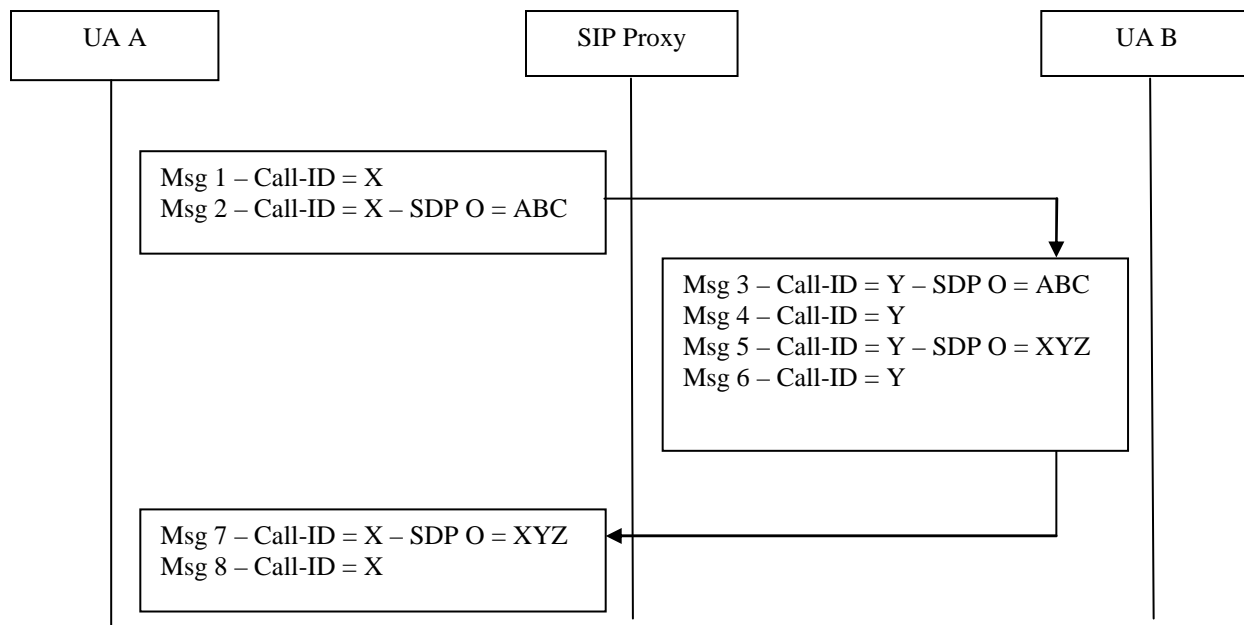 UA A
SIP Proxy
UA B
Msg 1 – Call-ID = X
Msg 2 – Call-ID = X – SDP O = ABC
Msg 3 – Call-ID = Y – SDP O = ABC
Msg 4 – Call-ID = Y
Msg 5 – Call-ID = Y – SDP O = XYZ
Msg 6 – Call-ID = Y
Msg 7 – Call-ID = X – SDP O = XYZ
Msg 8 – Call-ID = X